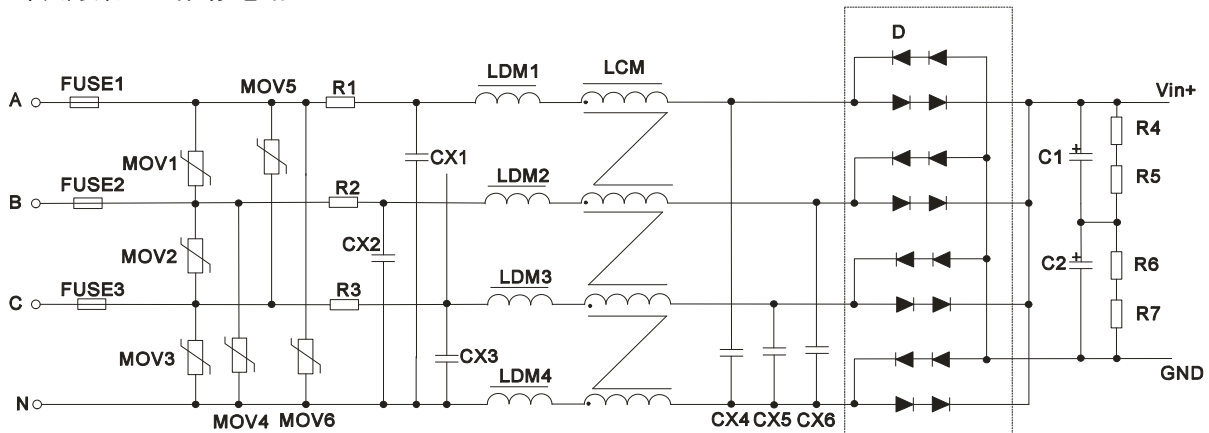 D
FUSE1
MOV5
R1
LDM1
LCM
A
Vin+
R4
MOV1
CX1
C1
+
R5
FUSE2
R2
LDM2
B
CX2
MOV2
C2
+
R6
FUSE3
R3
LDM3
C
R7
MOV3
CX3
LDM4
GND
N
MOV4
MOV6
CX4
CX5
CX6